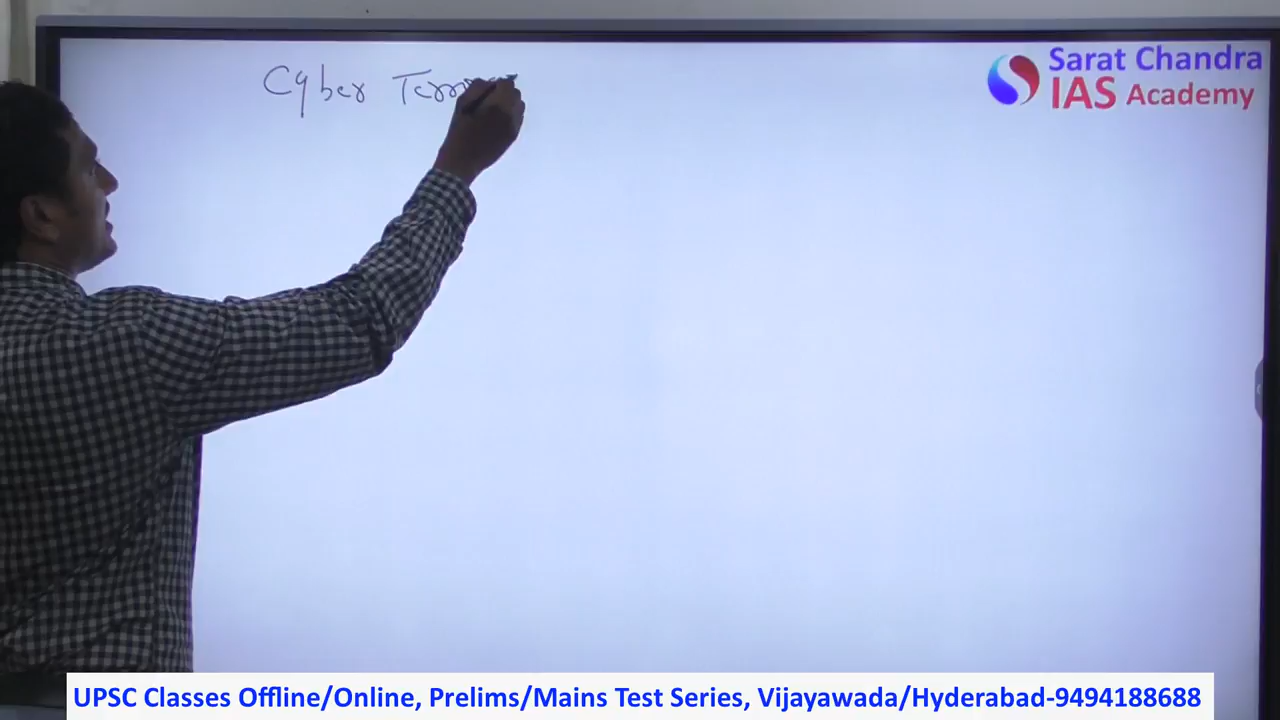 Cyber
Sarat Chandra
IAS Academy
UPSC Classes Offline/Online, Prelims/Mains Test Series, Vijayawada/Hyderabad-9494188688